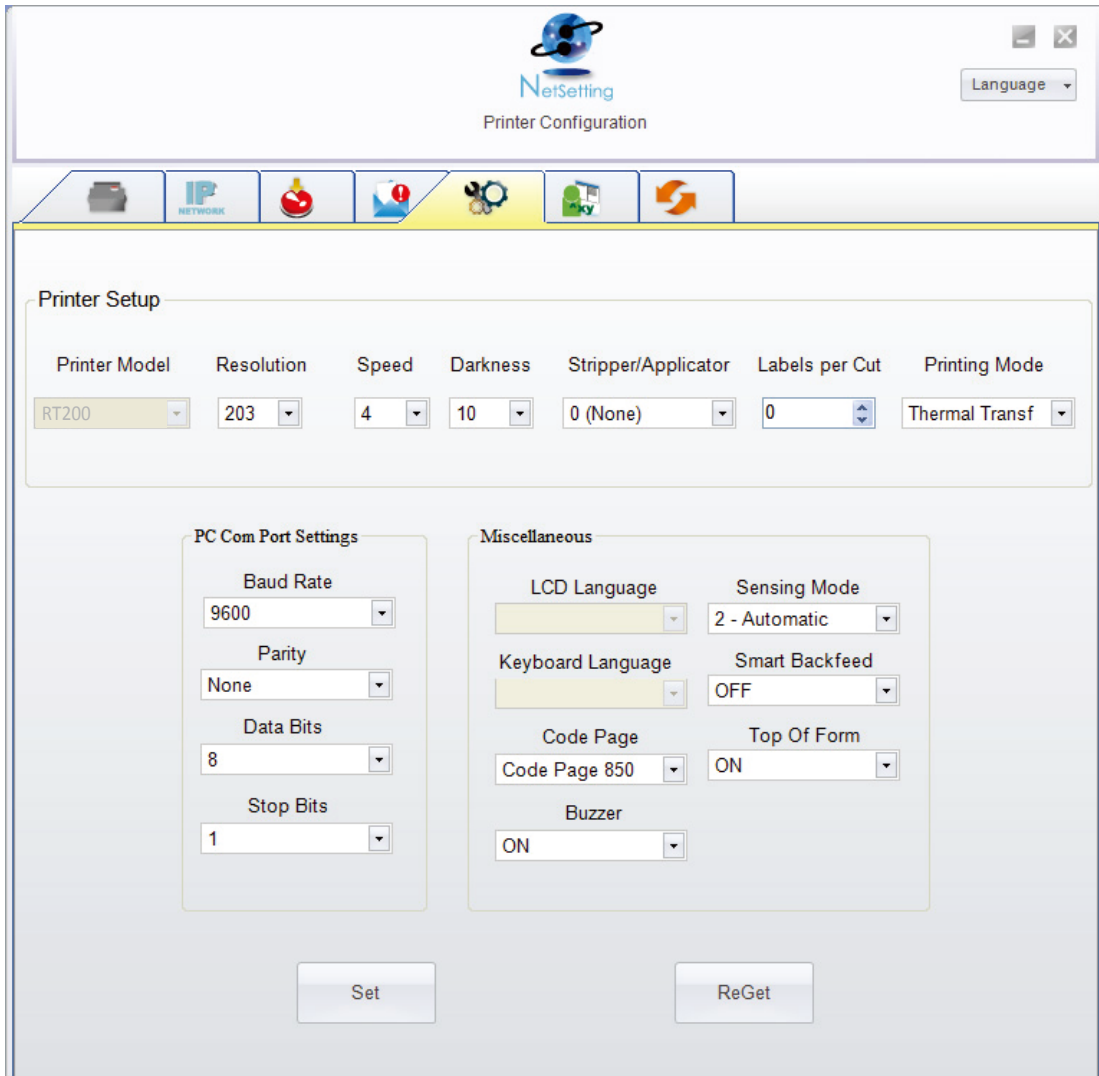 NetSetting
Language
Printer Configuration
IP
NETWORK
^xy
Printer Setup
Printer Model Resolution Speed Darkness Stripper/Applicator Labels per Cut Printing Mode
RT200 203 4 10 0 (None) 0 Thermal Transf
PC Com Port Settings
Baud Rate
9600
Parity
None
Data Bits
8
Stop Bits
1
Miscellaneous
LCD Language Sensing Mode
2 - Automatic
Keyboard Language Smart Backfeed
OFF
Code Page Top Of Form
Code Page 850 ON
Buzzer
ON
Set ReGet